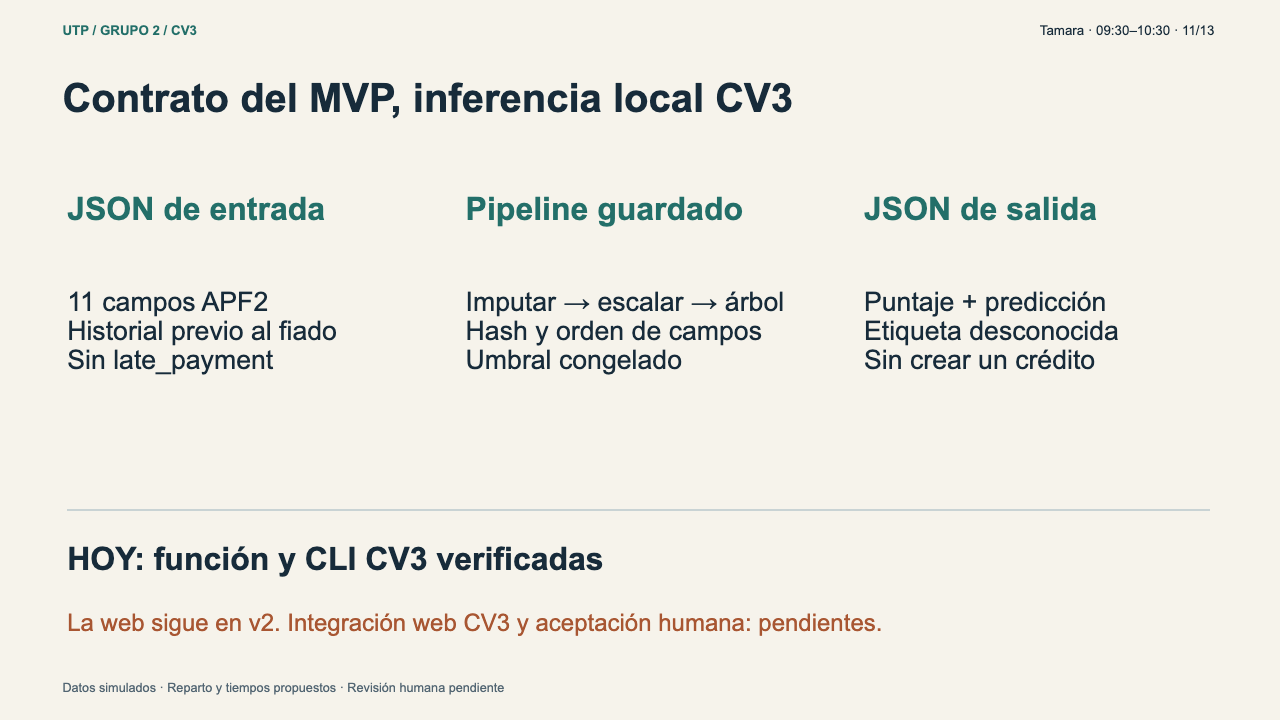 UTP / GRUPO 2 / CV3
Tamara · 09:30–10:30 · 11/13
Contrato del MVP, inferencia local CV3
JSON de entrada
11 campos APF2
Historial previo al fiado
Sin late_payment
Pipeline guardado
Imputar → escalar → árbol
Hash y orden de campos
Umbral congelado
JSON de salida
Puntaje + predicción
Etiqueta desconocida
Sin crear un crédito
HOY: función y CLI CV3 verificadas
La web sigue en v2. Integración web CV3 y aceptación humana: pendientes.
Datos simulados · Reparto y tiempos propuestos · Revisión humana pendiente